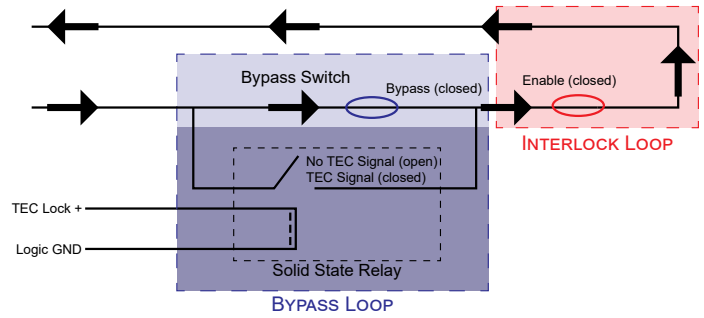 Bypass Switch
Bypass (closed)
Enable (closed)
INTERLOCK LOOP
No TEC Signal (open)
TEC Signal (closed)
TEC Lock +
Logic GND
Solid State Relay
BYPASS LOOP